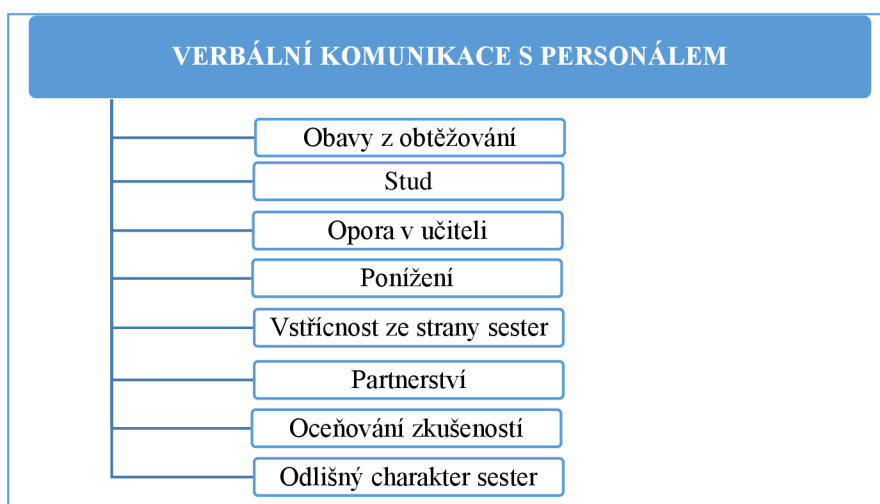 VERBÁLNÍ KOMUNIKACE S PERSONÁLEM
Obavy z obtěžování
Stud
Opora v učiteli
Ponížení
Vstřícnost ze strany sester
Partnerství
Oceňování zkušeností
Odlišný charakter sester